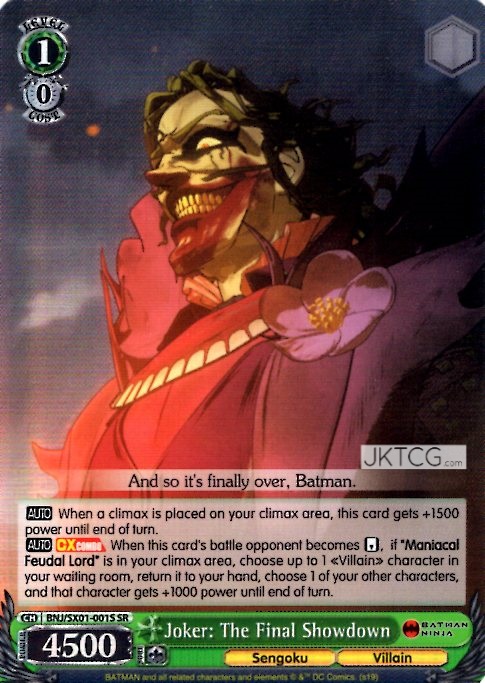 LEVEL
1
0
COST
JKTCG.com
And so it's finally over, Batman.
AUTO When a climax is placed on your climax area, this card gets +1500
power until end of turn.
AUTO CX COMBO When this card's battle opponent becomes , if "Maniacal
Feudal Lord" is in your climax area, choose up to 1 «Villain» character in
your waiting room, return it to your hand, choose 1 of your other characters,
and that character gets +1000 power until end of turn.
CH BNJ/SX01-001S SR
POWER 4500
Joker: The Final Showdown
BATMAN
NINJA
Sengoku Villain
BATMAN and all related characters and elements © &™ DC Comics. (s19)